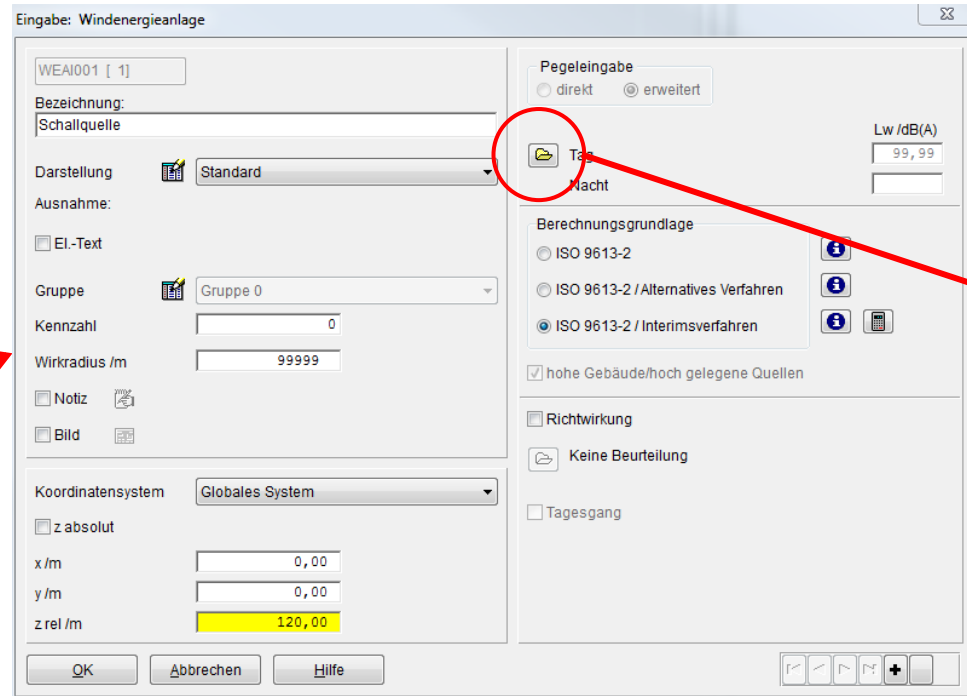 Eingabe: Windenergieanlage
WEAI001 [ 1]
Bezeichnung:
Schallquelle
Darstellung Standard
Ausnahme:
El.-Text
Gruppe Gruppe 0
Kennzahl 0
Wirkradius /m 99999
Notiz
Bild
Koordinatensystem Globales System
z absolut
x /m 0,00
y /m 0,00
z rel /m 120,00
OK Abbrechen Hilfe
Pegeleingabe
direkt erweitert
Lw /dB(A)
Tag 99,99
Nacht
Berechnungsgrundlage
ISO 9613-2
ISO 9613-2 / Alternatives Verfahren
ISO 9613-2 / Interimsverfahren
hohe Gebäude/hoch gelegene Quellen
Richtwirkung
Keine Beurteilung
Tagesgang